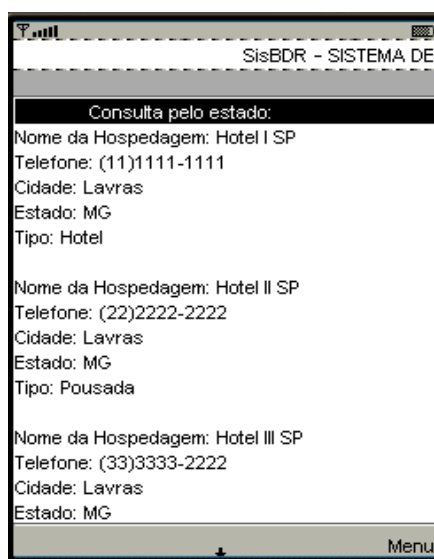 SisBDR - SISTEMA DE
Consulta pelo estado:
Nome da Hospedagem: Hotel I SP
Telefone: (11)1111-1111
Cidade: Lavras
Estado: MG
Tipo: Hotel
Nome da Hospedagem: Hotel II SP
Telefone: (22)2222-2222
Cidade: Lavras
Estado: MG
Tipo: Pousada
Nome da Hospedagem: Hotel III SP
Telefone: (33)3333-2222
Cidade: Lavras
Estado: MG
Menu